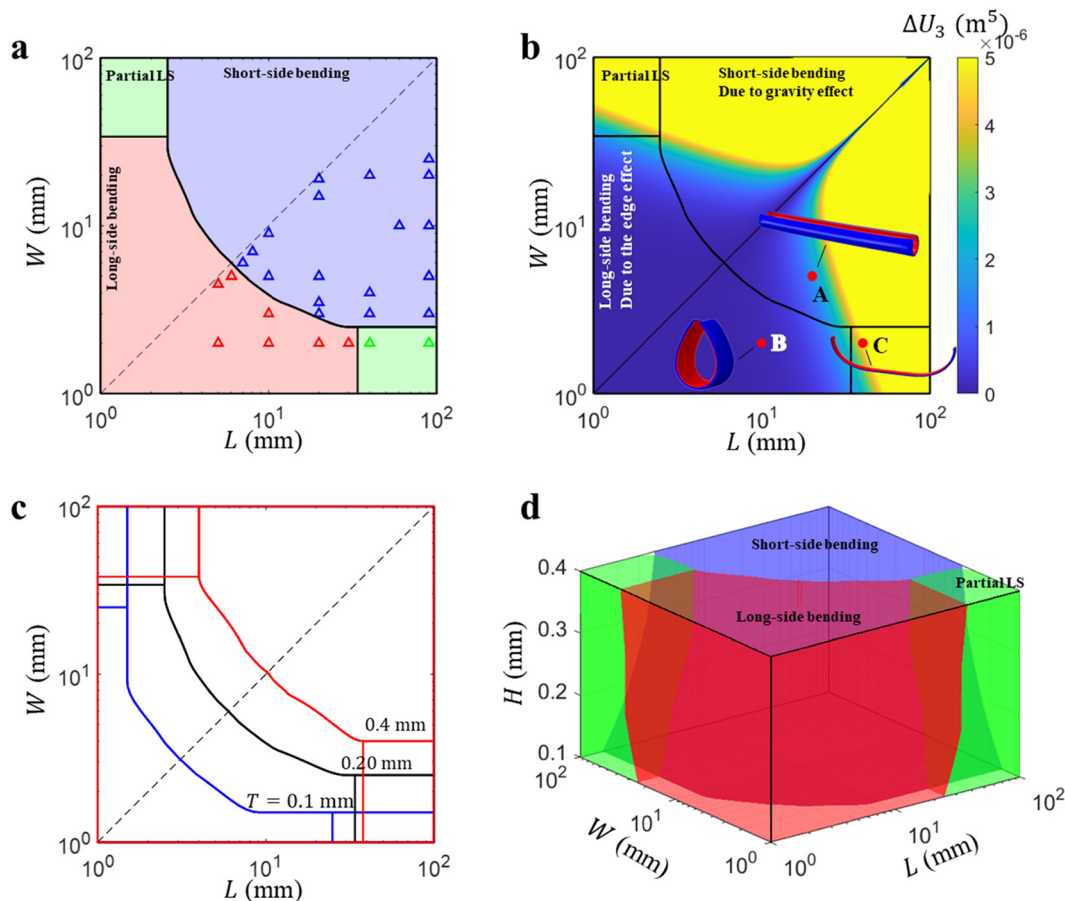 a
10²
10¹
10⁰
W (mm)
Partial LS
Short-side bending
Long-side bending
10⁰
10¹
10²
L (mm)
b
ΔU₃ (m⁵)
×10⁻⁶
10²
10¹
10⁰
W (mm)
Partial LS
Short-side bending
Due to gravity effect
Long-side bending
Due to the edge effect
A
B
C
10⁰
10¹
10²
L (mm)
5
4
3
2
1
0
c
10²
10¹
10⁰
W (mm)
0.4 mm
0.20 mm
T = 0.1 mm
10⁰
10¹
10²
L (mm)
d
Short-side bending
Partial LS
Long-side bending
0.4
0.3
0.2
0.1
H (mm)
10²
10¹
10⁰
W (mm)
10⁰
10¹
10²
L (mm)